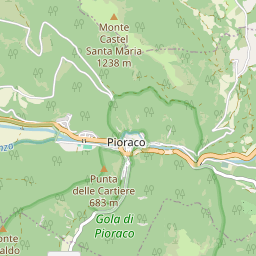 Monte
Castel
Santa Maria
1238 m
Pioraco
Punta
delle Cartiere
683 m
Gola di
Pioraco